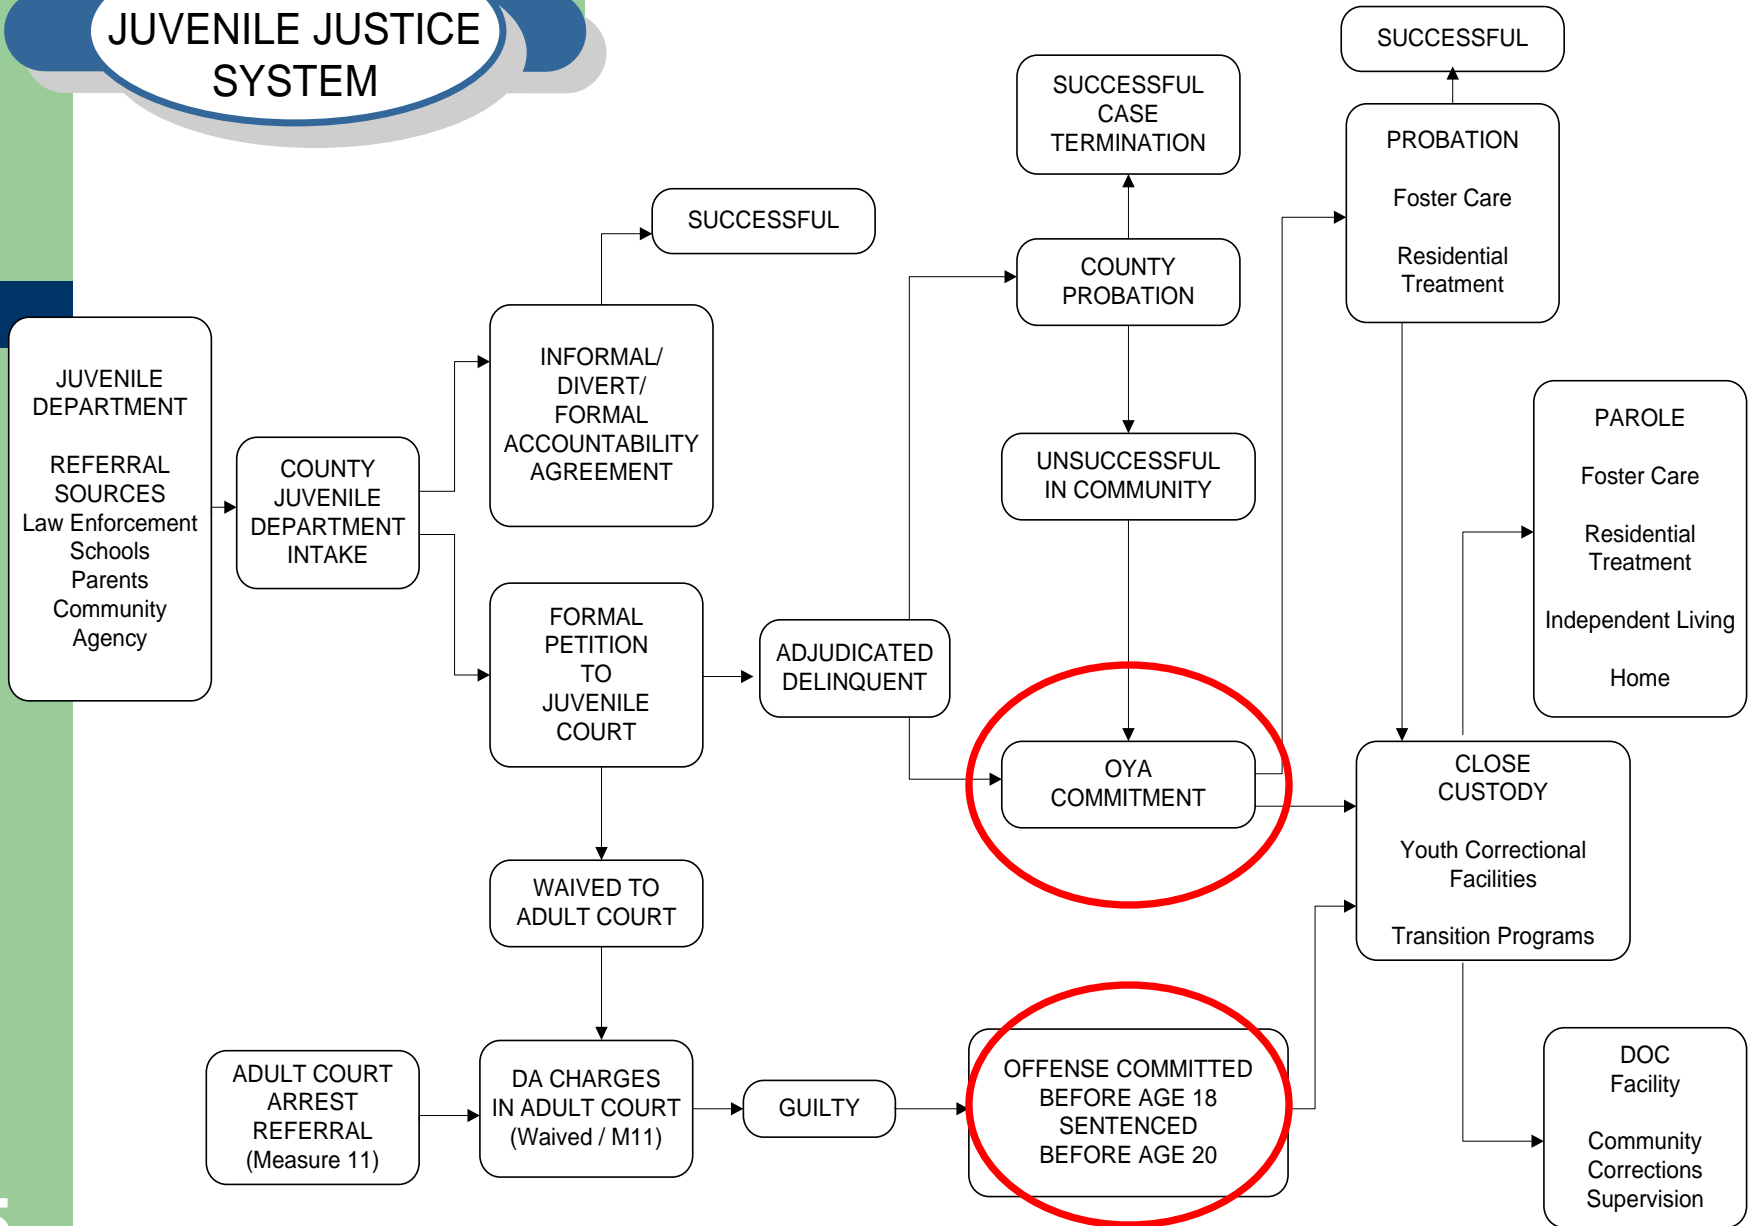 JUVENILE JUSTICE
SYSTEM
SUCCESSFUL
SUCCESSFUL
CASE
TERMINATION
PROBATION
Foster Care
Residential
Treatment
SUCCESSFUL
COUNTY
PROBATION
INFORMAL/
DIVERT/
FORMAL
ACCOUNTABILITY
AGREEMENT
JUVENILE
DEPARTMENT
REFERRAL
SOURCES
Law Enforcement
Schools
Parents
Community
Agency
COUNTY
JUVENILE
DEPARTMENT
INTAKE
UNSUCCESSFUL
IN COMMUNITY
PAROLE
Foster Care
Residential
Treatment
Independent Living
Home
FORMAL
PETITION
TO
JUVENILE
COURT
ADJUDICATED
DELINQUENT
OYA
COMMITMENT
CLOSE
CUSTODY
Youth Correctional
Facilities
Transition Programs
WAIVED TO
ADULT COURT
ADULT COURT
ARREST
REFERRAL
(Measure 11)
DA CHARGES
IN ADULT COURT
(Waived / M11)
GUILTY
OFFENSE COMMITTED
BEFORE AGE 18
SENTENCED
BEFORE AGE 20
DOC
Facility
Community
Corrections
Supervision